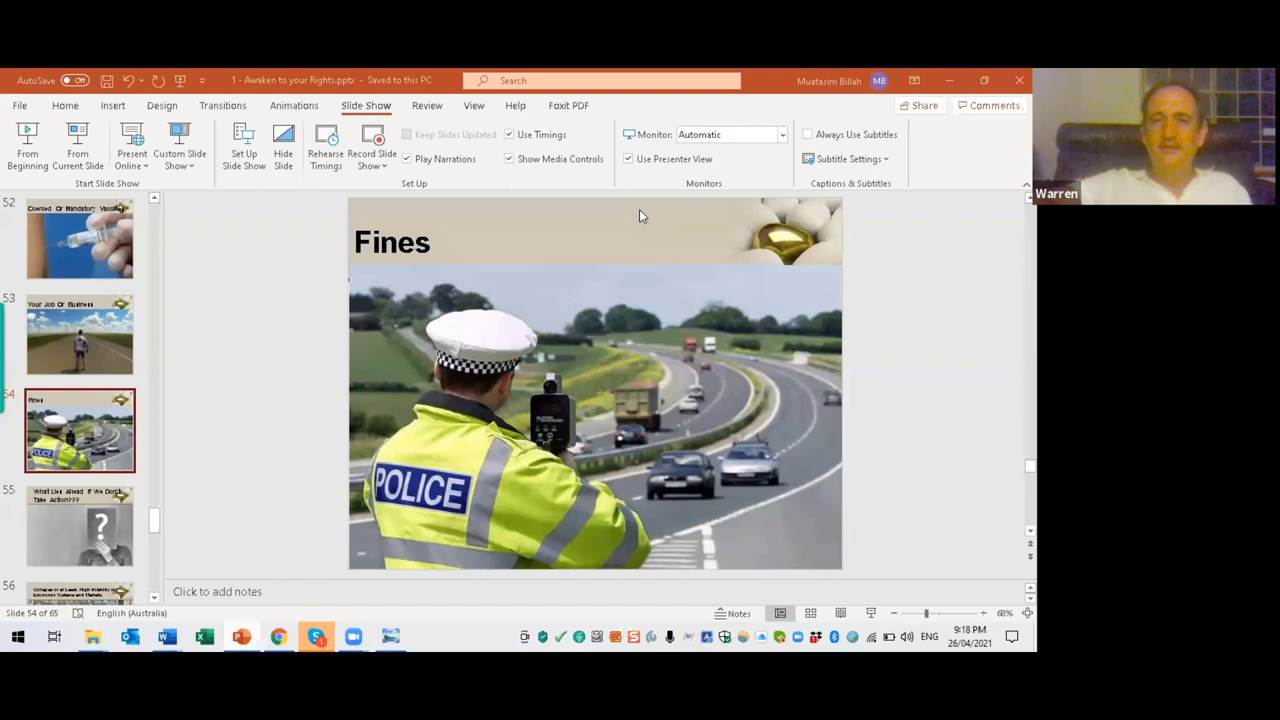 AutoSave Off 1 - Awaken to your Rights.pptx - Saved to this PC Search Muatasim Billah MB
File Home Insert Design Transitions Animations Slide Show Review View Help Foxit PDF Share Comments
From Beginning
From Current Slide
Present Online
Custom Slide Show
Set Up Slide Show
Hide Slide
Rehearse Timings
Record Slide Show
Keep Slides Updated
Play Narrations
Use Timings
Show Media Controls
Monitor: Automatic
Use Presenter View
Always Use Subtitles
Subtitle Settings
Start Slide Show Set Up Monitors Captions & Subtitles
Warren
52
Coerced Or Mandatory
53
Your Job Or Business
54
Fines
POLICE
55
What Lies Ahead If We Don't
Take Action???
?
56
Fines
POLICE
Click to add notes
Slide 54 of 65 English (Australia) Notes 68%
ENG 9:18 PM
26/04/2021